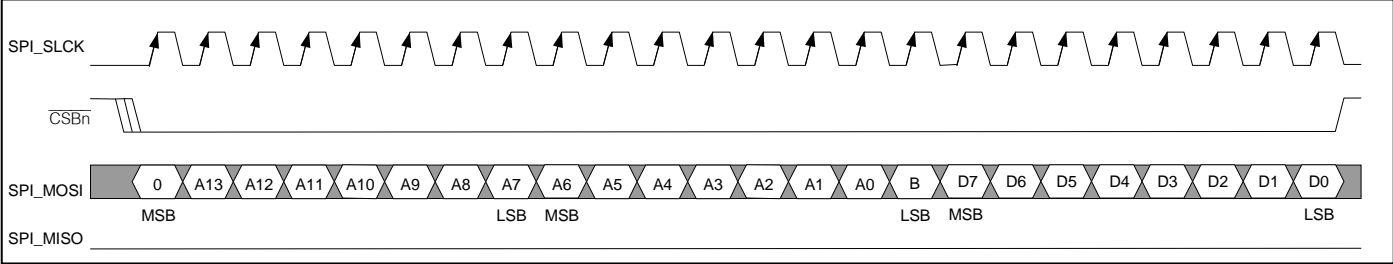 SPI_SLCK
CSBn
SPI_MOSI 0 A13 A12 A11 A10 A9 A8 A7 A6 A5 A4 A3 A2 A1 A0 B D7 D6 D5 D4 D3 D2 D1 D0
MSB LSB MSB LSB MSB LSB
SPI_MISO